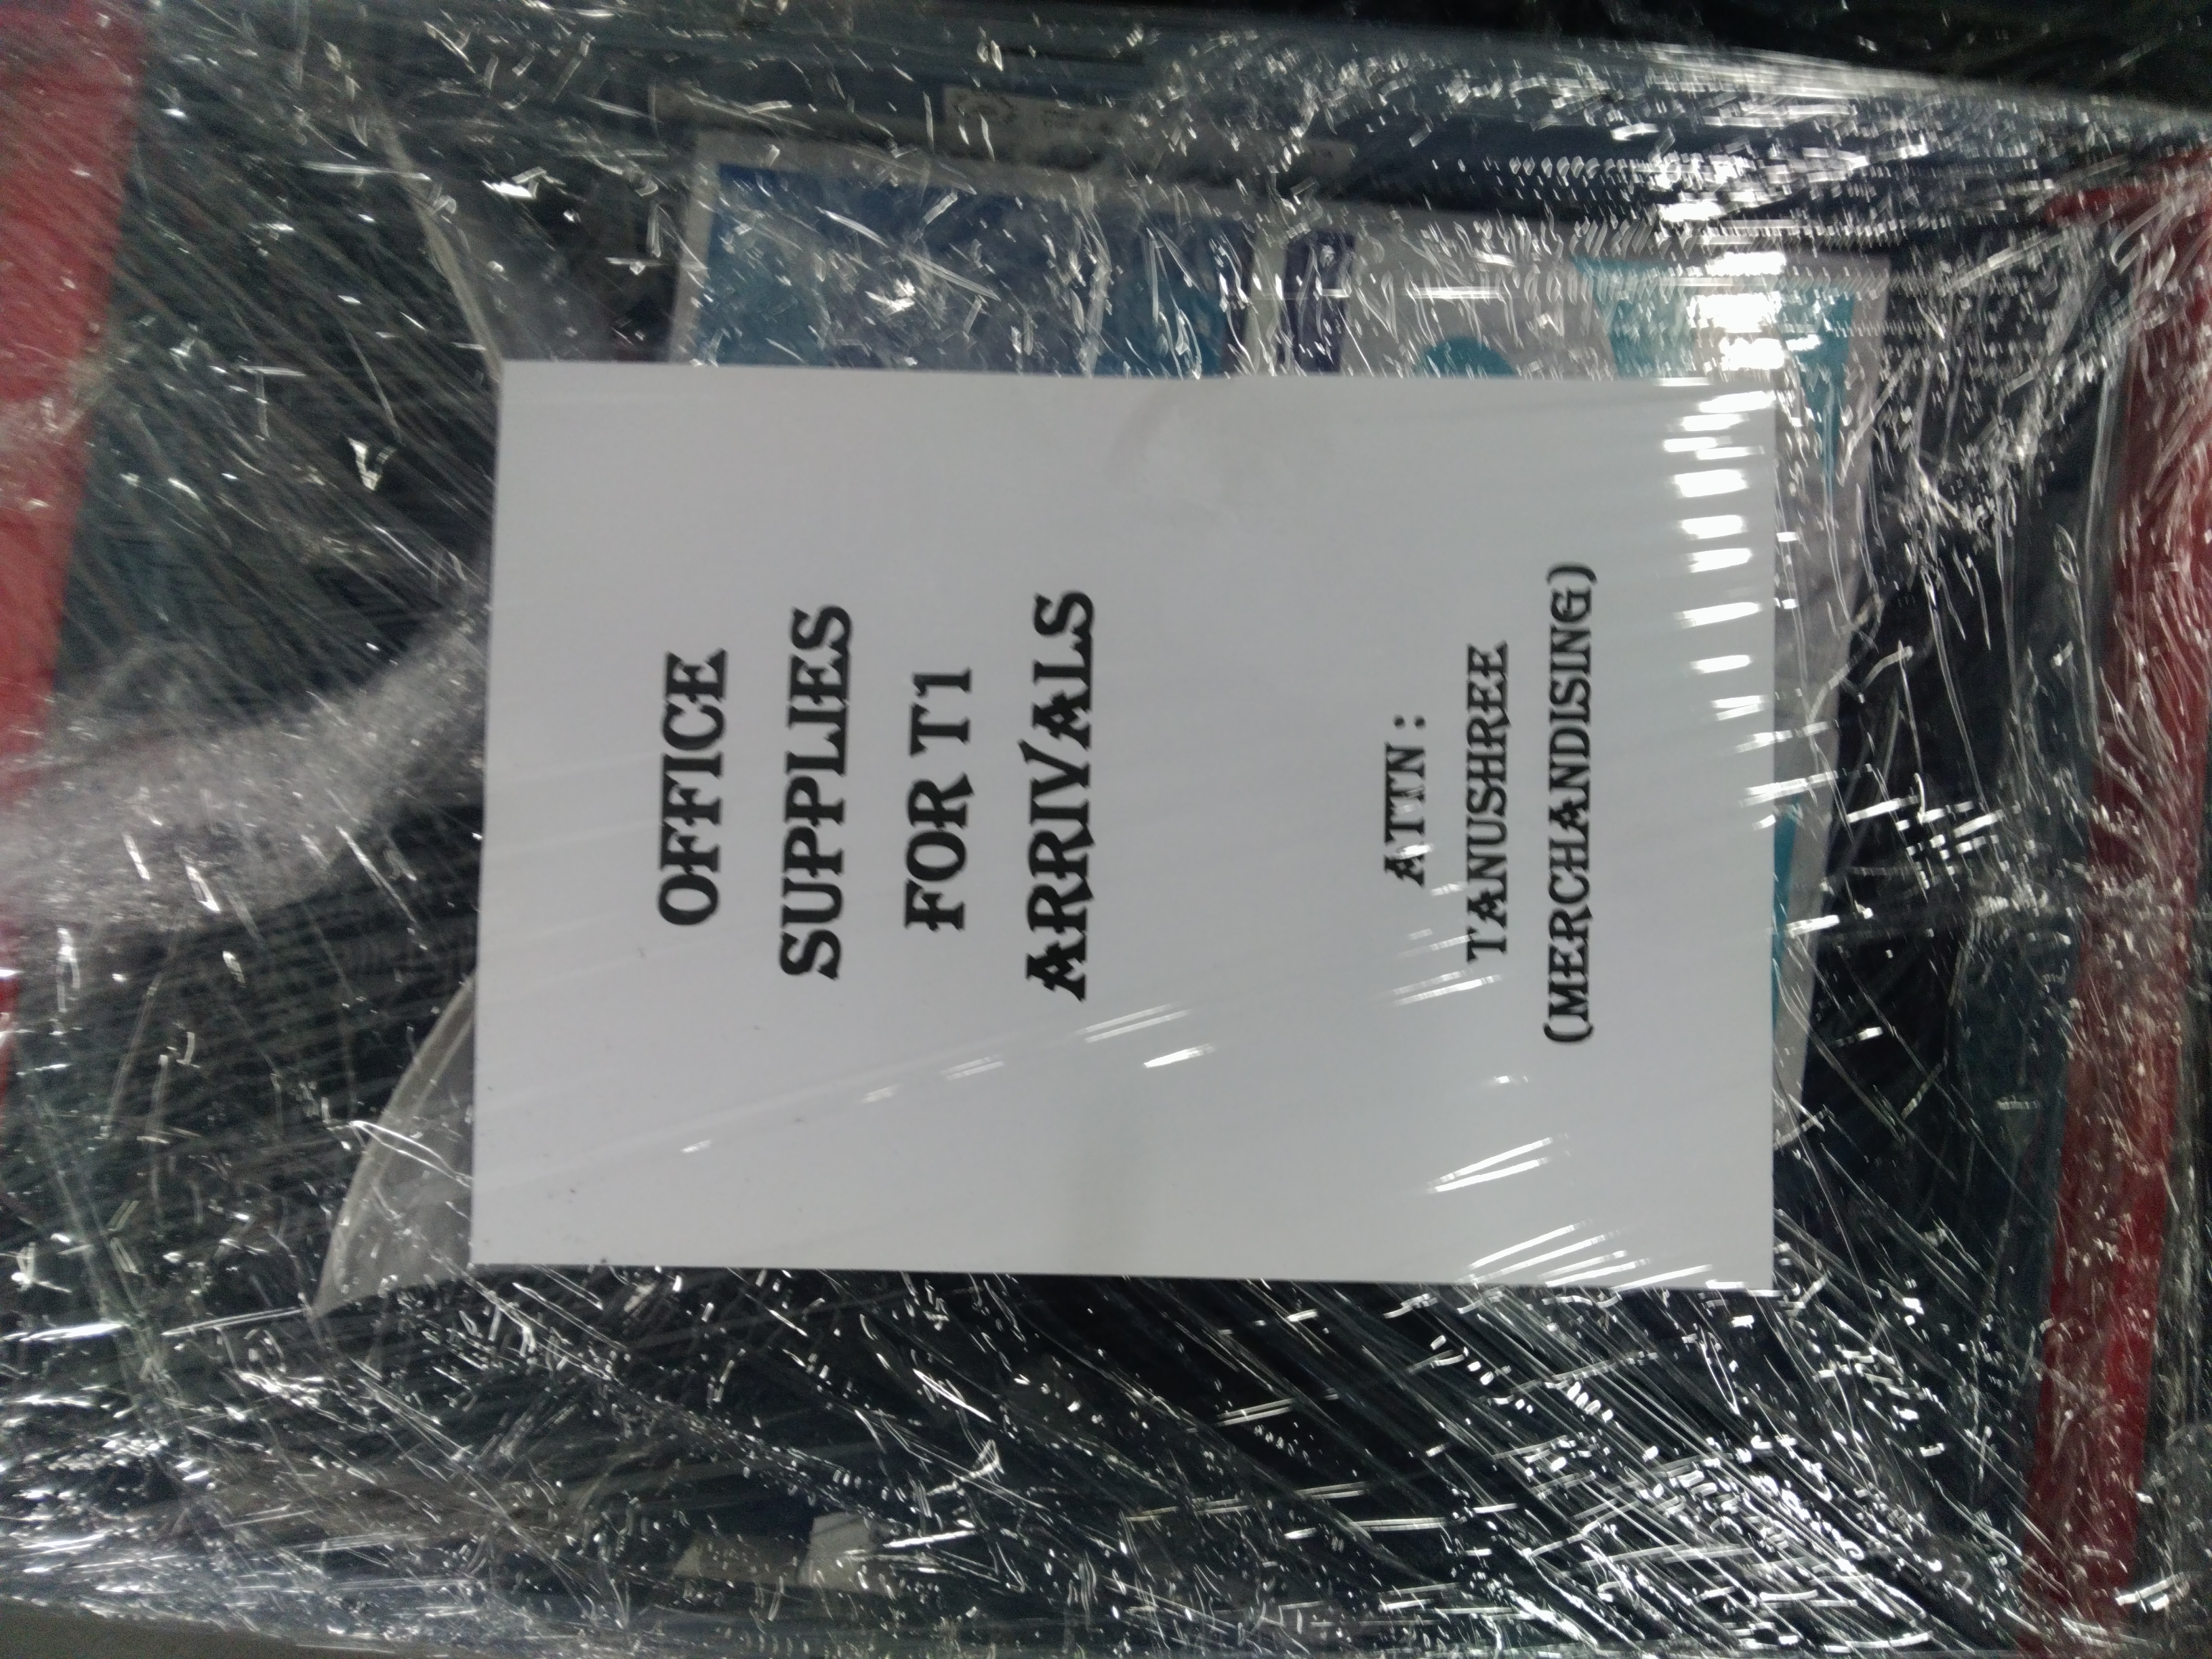 OFFICE
SUPPLIES
FOR T1
ARRIVALS
ATTN :
TANUSHREE
(MERCHANDISING)